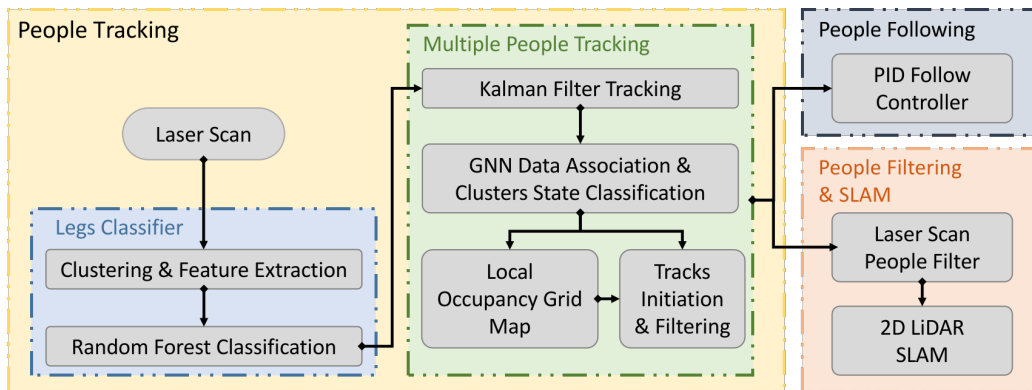 People Tracking
Laser Scan
Legs Classifier
Clustering & Feature Extraction
Random Forest Classification
Multiple People Tracking
Kalman Filter Tracking
GNN Data Association &
Clusters State Classification
Local
Occupancy Grid
Map
Tracks
Initiation
& Filtering
People Following
PID Follow
Controller
People Filtering
& SLAM
Laser Scan
People Filter
2D LiDAR
SLAM